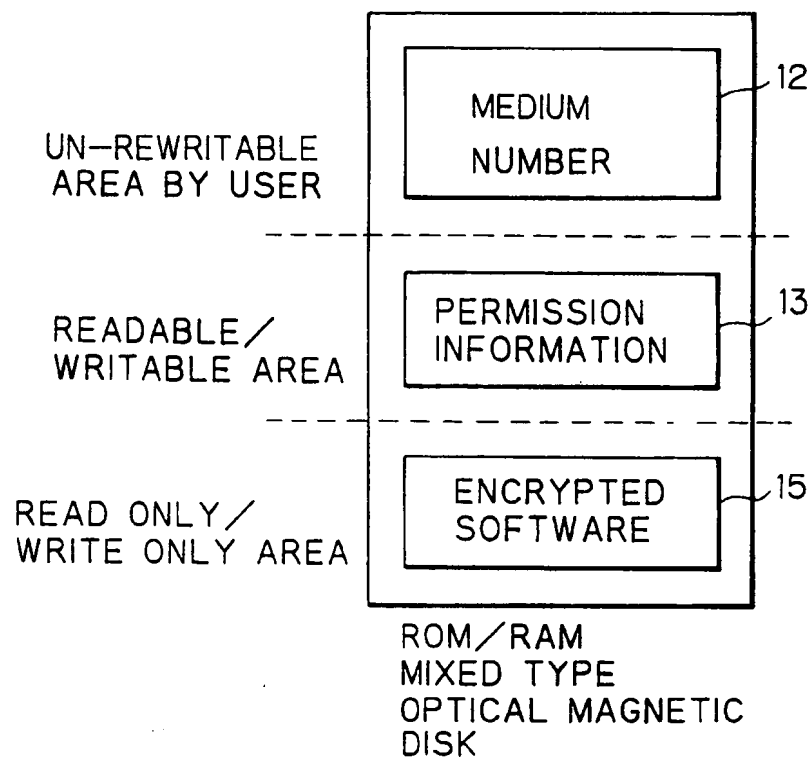 MEDIUM
NUMBER
12
UN-REWRITABLE
AREA BY USER
PERMISSION
INFORMATION
13
READABLE/
WRITABLE AREA
ENCRYPTED
SOFTWARE
15
READ ONLY/
WRITE ONLY AREA
ROM/RAM
MIXED TYPE
OPTICAL MAGNETIC
DISK